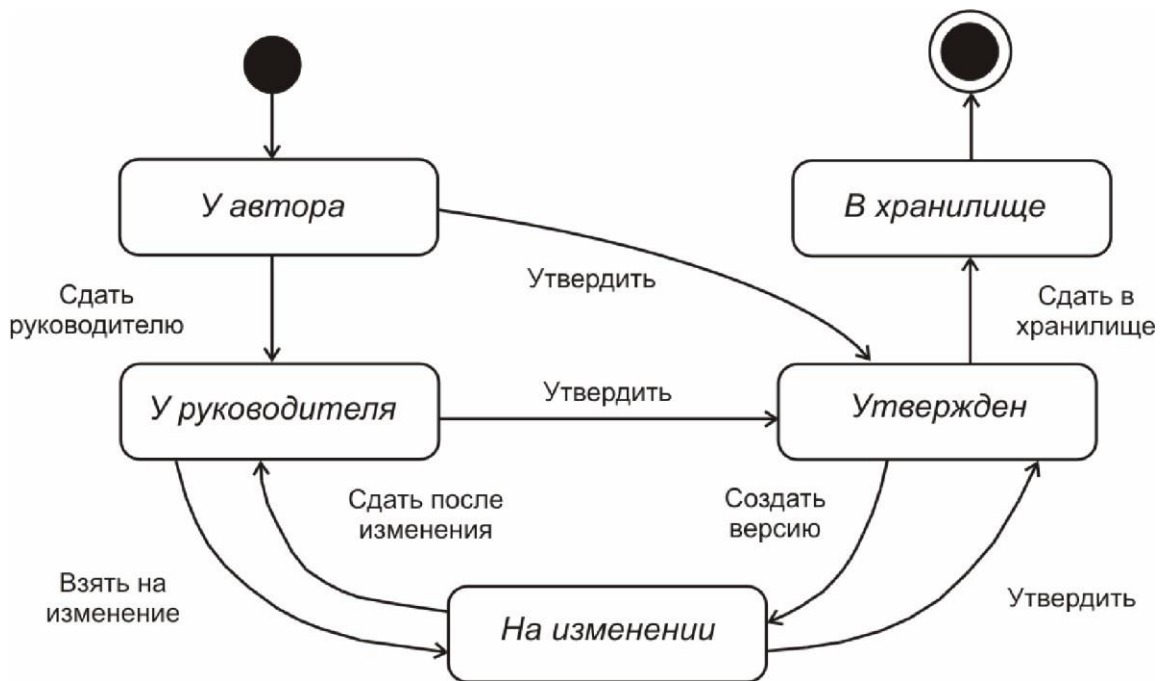 У автора
В хранилище
Сдать
руководителю
Утвердить
Сдать в
хранилище
У руководителя
Утвердить
Утвержден
Сдать после
изменения
Создать
версию
Взять на
изменение
На изменении
Утвердить